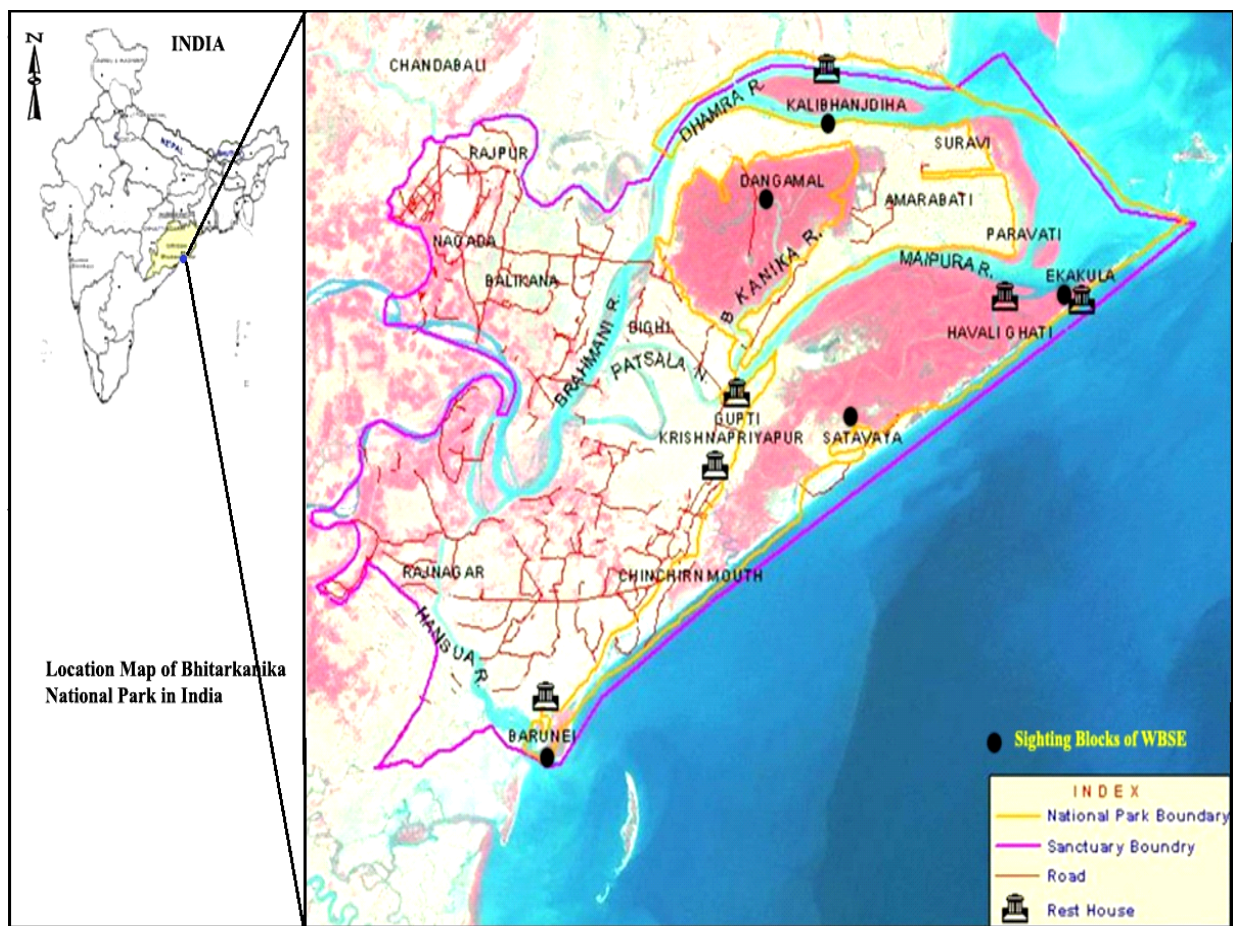 N
INDIA
NEPAL
Location Map of Bhitarkanika
National Park in India
CHANDABALI
DHAMRA R.
KALIBHANJDIHA
RAJPUR
SURAVI
DANGAMAL
AMARABATI
NAGADA
PARAVATI
BALIKANA
B KANIKA R.
MAIPURA R.
EKAKULA
BRAHMANI R.
BIGHI
HAVALI GHATI
PATSALA N.
GUPTI
KRISHNAPRIYAPUR
SATAVAYA
RAJNAGAR
CHINCHIRN MOUTH
HANSUA R.
BARUNEI
Sighting Blocks of WBSE
INDEX
National Park Boundary
Sanctuary Boundry
Road
Rest House